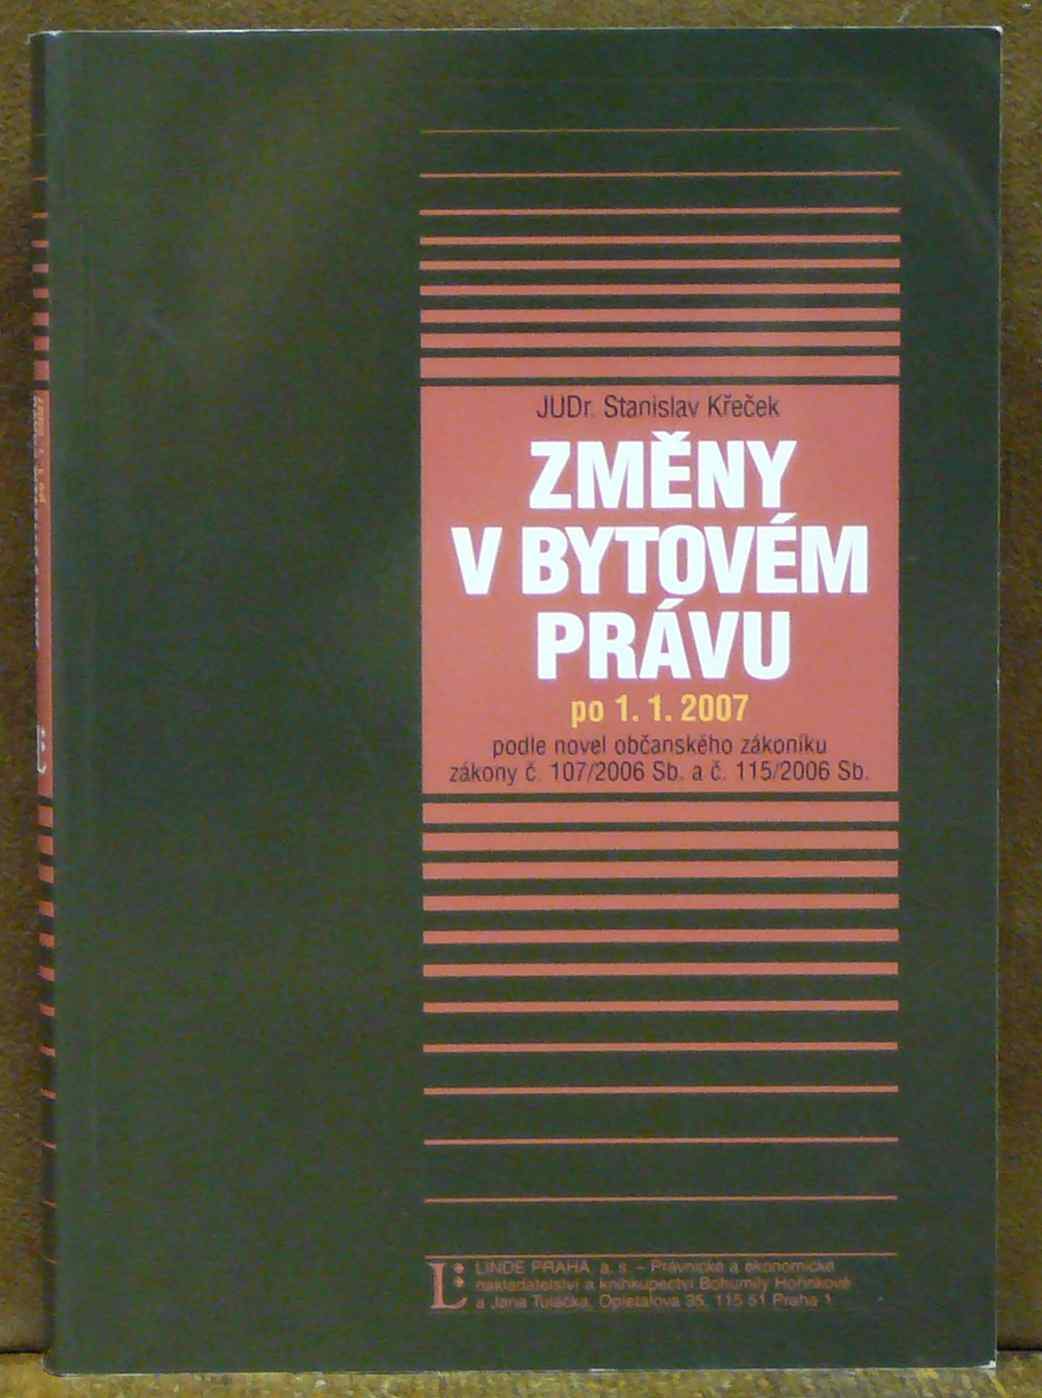 JUDr. Stanislav Křeček
ZMĚNY
V BYTOVÉM
PRÁVU
po 1. 1. 2007
podle novel občanského zákoníku
zákony č. 107/2006 Sb. a č. 115/2006 Sb.
LINDE PRAHA, a. s. – Právnické a ekonomické
nakladatelství a knihkupectví Bohumily Hořínkové
a Jana Tuláčka, Opletalova 35, 115 51 Praha 1